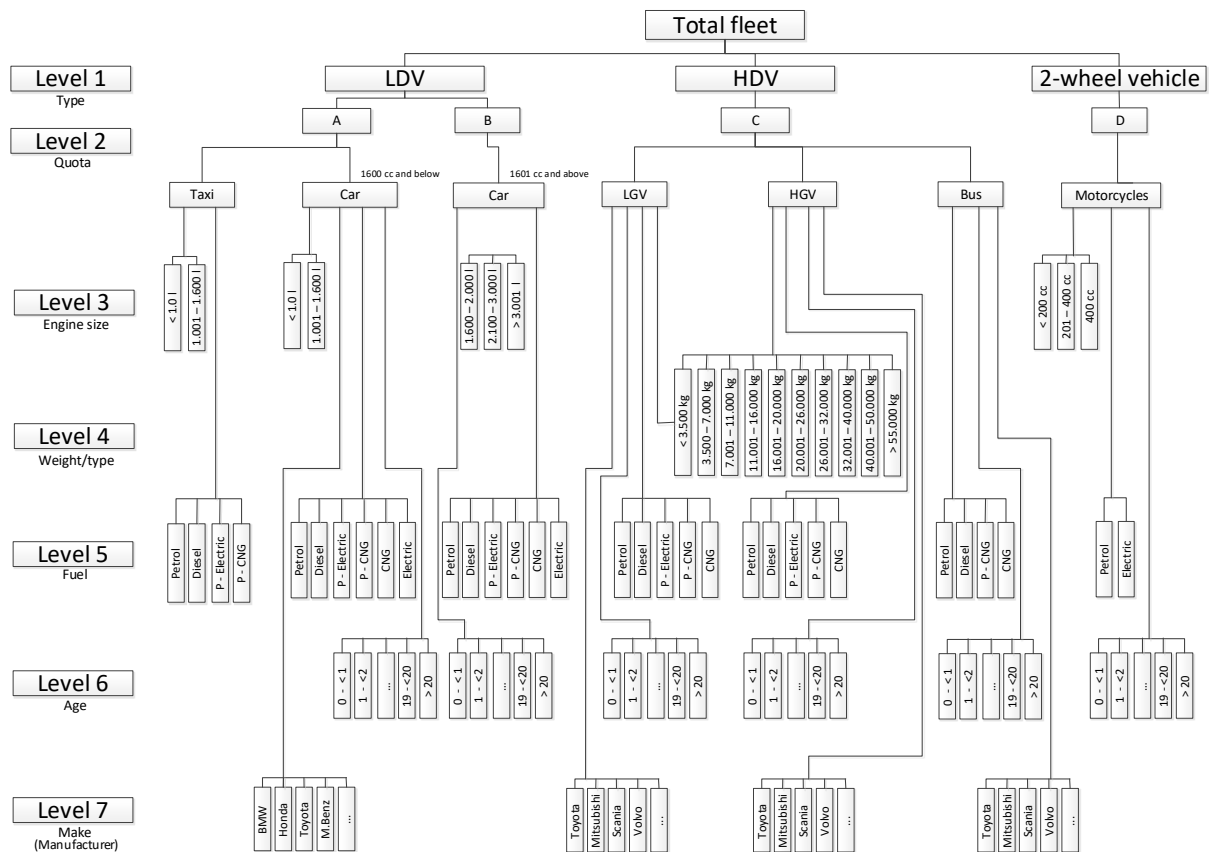 Total fleet
Level 1
Type
LDV
HDV
2-wheel vehicle
Level 2
Quota
A
B
C
D
1600 cc and below
1601 cc and above
Taxi
Car
Car
LGV
HGV
Bus
Motorcycles
Level 3
Engine size
< 1.0 l
1.001 – 1.600 l
< 1.0 l
1.001 – 1.600 l
1.600 – 2.000 l
2.100 – 3.000 l
> 3.001 l
< 200 cc
201 – 400 cc
400 cc
Level 4
Weight/type
< 3.500 kg
3.500 – 7.000 kg
7.001 – 11.000 kg
11.001 – 16.000 kg
16.001 – 20.000 kg
20.001 – 26.000 kg
26.001 – 32.000 kg
32.001 – 40.000 kg
40.001 – 50.000 kg
> 55.000 kg
Level 5
Fuel
Petrol
Diesel
P - Electric
P - CNG
Petrol
Diesel
P - Electric
P - CNG
CNG
Electric
Petrol
Diesel
P - Electric
P - CNG
CNG
Electric
Petrol
Diesel
P - Electric
P - CNG
CNG
Petrol
Diesel
P - Electric
P - CNG
CNG
Petrol
Diesel
P - CNG
CNG
Petrol
Electric
Level 6
Age
0 - <1
1 - <2
...
19 - <20
> 20
0 - <1
1 - <2
...
19 - <20
> 20
0 - <1
1 - <2
...
19 - <20
> 20
0 - <1
1 - <2
...
19 - <20
> 20
0 - <1
1 - <2
...
19 - <20
> 20
0 - <1
1 - <2
...
19 - <20
> 20
Level 7
Make
(Manufacturer)
BMW
Honda
Toyota
M.Benz
...
Toyota
Mitsubishi
Scania
Volvo
...
Toyota
Mitsubishi
Scania
Volvo
...
Toyota
Mitsubishi
Scania
Volvo
...